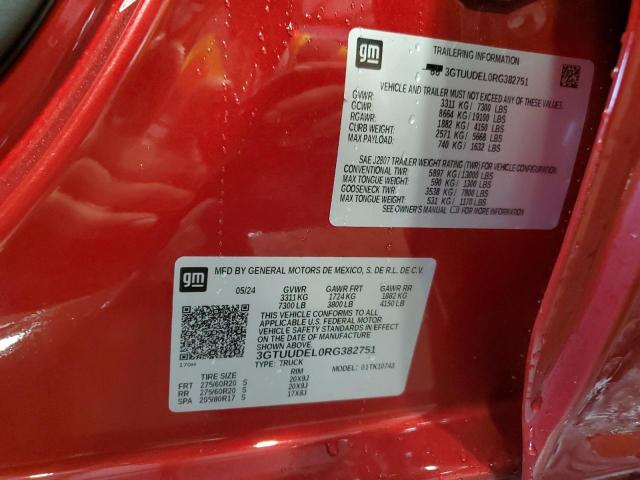 gm
TRAILERING INFORMATION
3GTUUDEL0RG382751
VEHICLE AND TRAILER MUST NOT EXCEED ANY OF THESE VALUES.
GVWR: 3311 KG / 7300 LBS
GCWR: 8664 KG / 19100 LBS
RGAWR: 1882 KG / 4150 LBS
CURB WEIGHT: 2571 KG / 5668 LBS
MAX PAYLOAD: 740 KG / 1632 LBS
SAE J2807 TRAILER WEIGHT RATING (TWR) FOR VEHICLE CONFIGURATION
CONVENTIONAL TWR: 5897 KG / 13000 LBS
MAX TONGUE WEIGHT: 590 KG / 1300 LBS
GOOSENECK TWR: 3538 KG / 7800 LBS
MAX TONGUE WEIGHT: 531 KG / 1170 LBS
SEE OWNER'S MANUAL FOR MORE INFORMATION
gm
MFD BY GENERAL MOTORS DE MEXICO, S. DE R.L. DE C.V.
05/24 GVWR GAWR FRT GAWR RR
3311 KG 1724 KG 1882 KG
7300 LB 3800 LB 4150 LB
THIS VEHICLE CONFORMS TO ALL
APPLICABLE U.S. FEDERAL MOTOR
VEHICLE SAFETY STANDARDS IN EFFECT
ON THE DATE OF MANUFACTURE
SHOWN ABOVE.
3GTUUDEL0RG382751
TYPE: TRUCK MODEL: 01TK10743
TIRE SIZE RIM
FRT 275/60R20 S 20X9J
RR 275/60R20 S 20X9J
SPA 255/80R17 S 17X8J